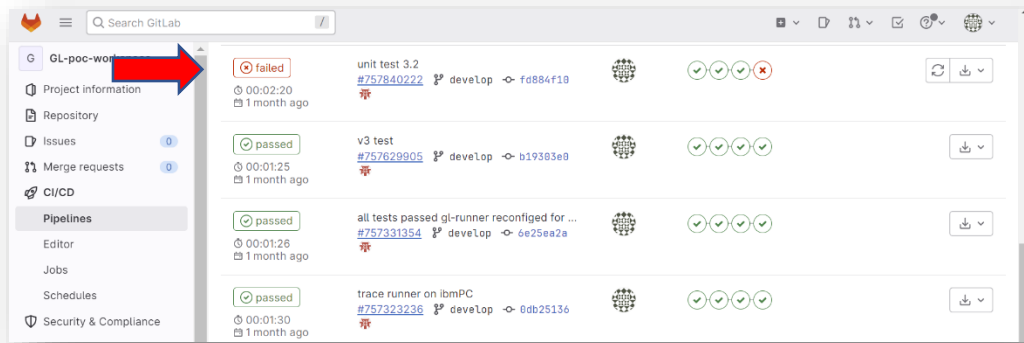 Search GitLab /
G GL-poc-work
Project information
Repository
Issues 0
Merge requests 0
CI/CD
Pipelines
Editor
Jobs
Schedules
Security & Compliance
failed
00:02:20
1 month ago
unit test 3.2
#757840222 develop fd884f10
passed
00:01:25
1 month ago
v3 test
#757629905 develop b19303e0
passed
00:01:26
1 month ago
all tests passed gl-runner reconfiged for ...
#757331354 develop 6e25ea2a
passed
00:01:30
1 month ago
trace runner on ibmPC
#757323236 develop 0db25136